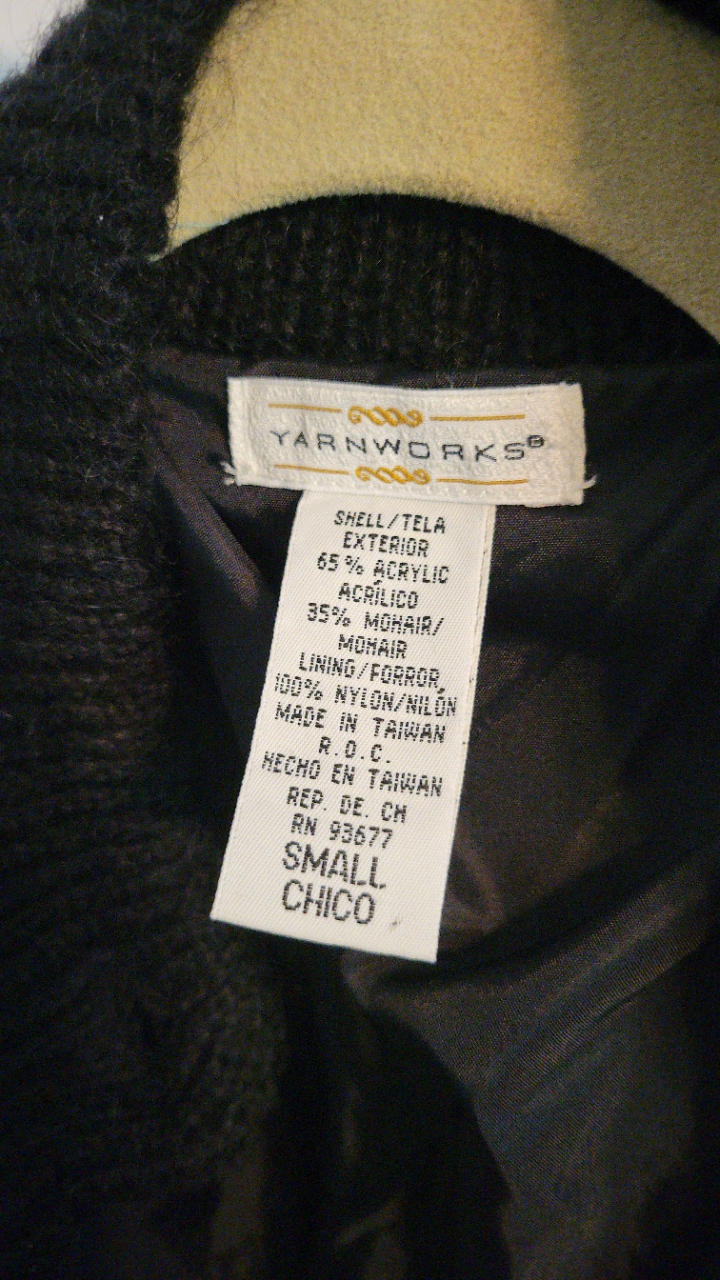 YARNWORKS®
SHELL/TELA
EXTERIOR
65% ACRYLIC
ACRÍLICO
35% MOHAIR/
MOHAIR
LINING/FORROR
100% NYLON/NILÓN
MADE IN TAIWAN
R.O.C.
HECHO EN TAIWAN
REP. DE. CH
RN 93677
SMALL
CHICO